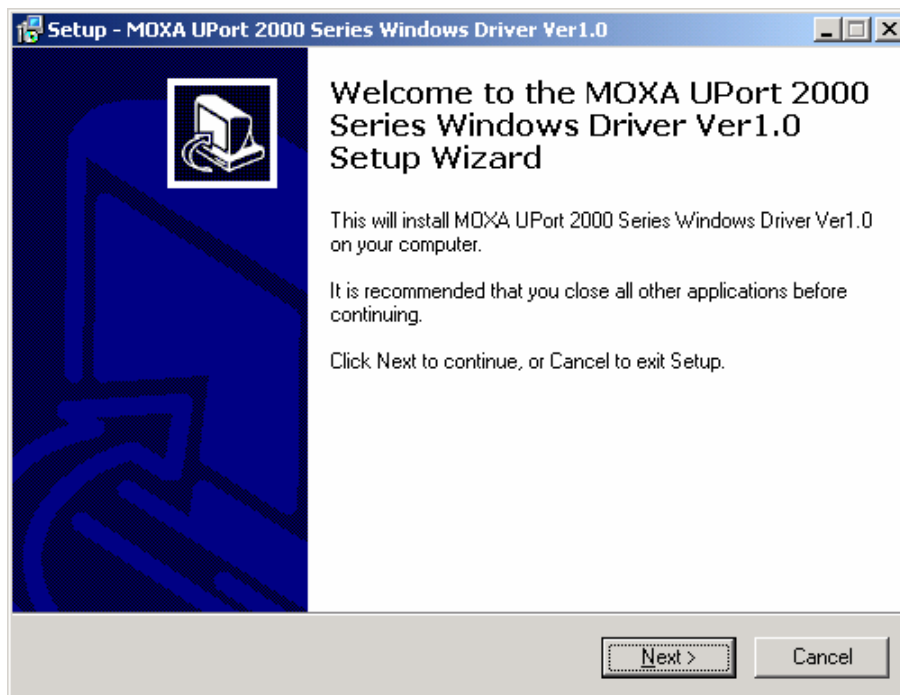 Setup - MOXA UPort 2000 Series Windows Driver Ver1.0
Welcome to the MOXA UPort 2000
Series Windows Driver Ver1.0
Setup Wizard
This will install MOXA UPort 2000 Series Windows Driver Ver1.0
on your computer.
It is recommended that you close all other applications before
continuing.
Click Next to continue, or Cancel to exit Setup.
Next >
Cancel